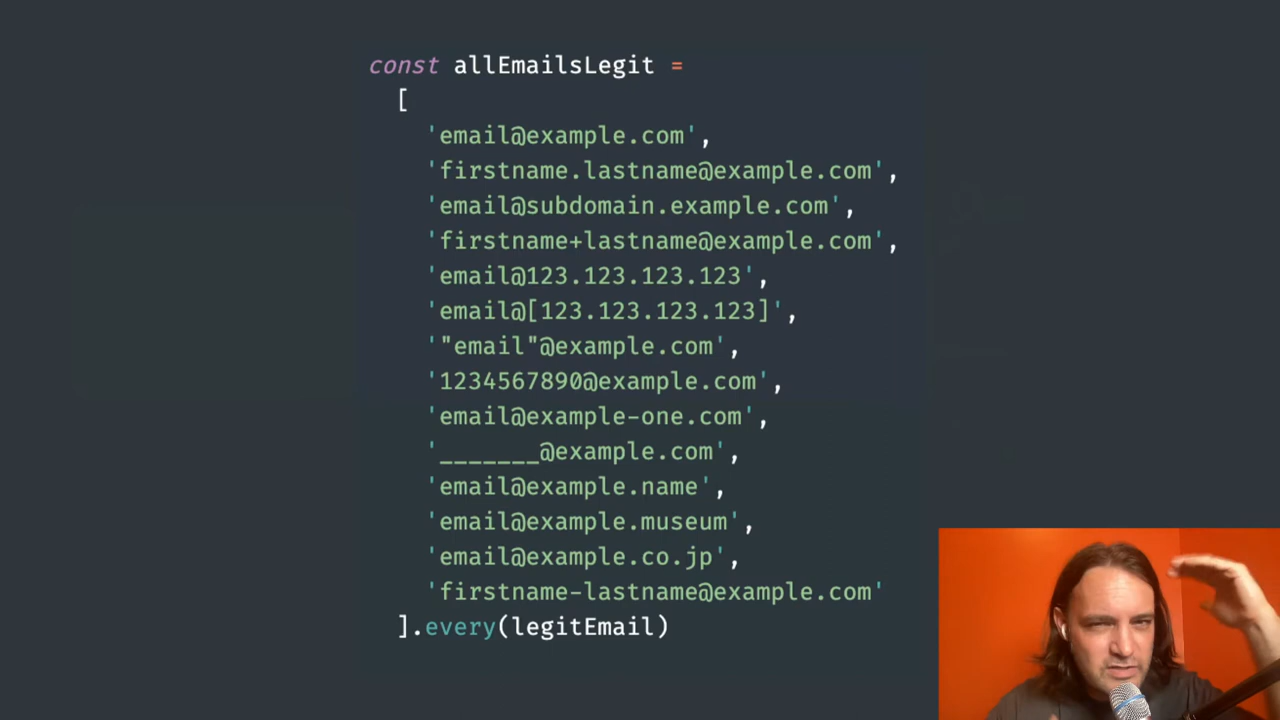 const allEmailsLegit =
[
'email@example.com',
'firstname.lastname@example.com',
'email@subdomain.example.com',
'firstname+lastname@example.com',
'email@123.123.123.123',
'email@[123.123.123.123]',
'"email"@example.com',
'1234567890@example.com',
'email@example-one.com',
'_______@example.com',
'email@example.name',
'email@example.museum',
'email@example.co.jp',
'firstname-lastname@example.com'
].every(legitEmail)